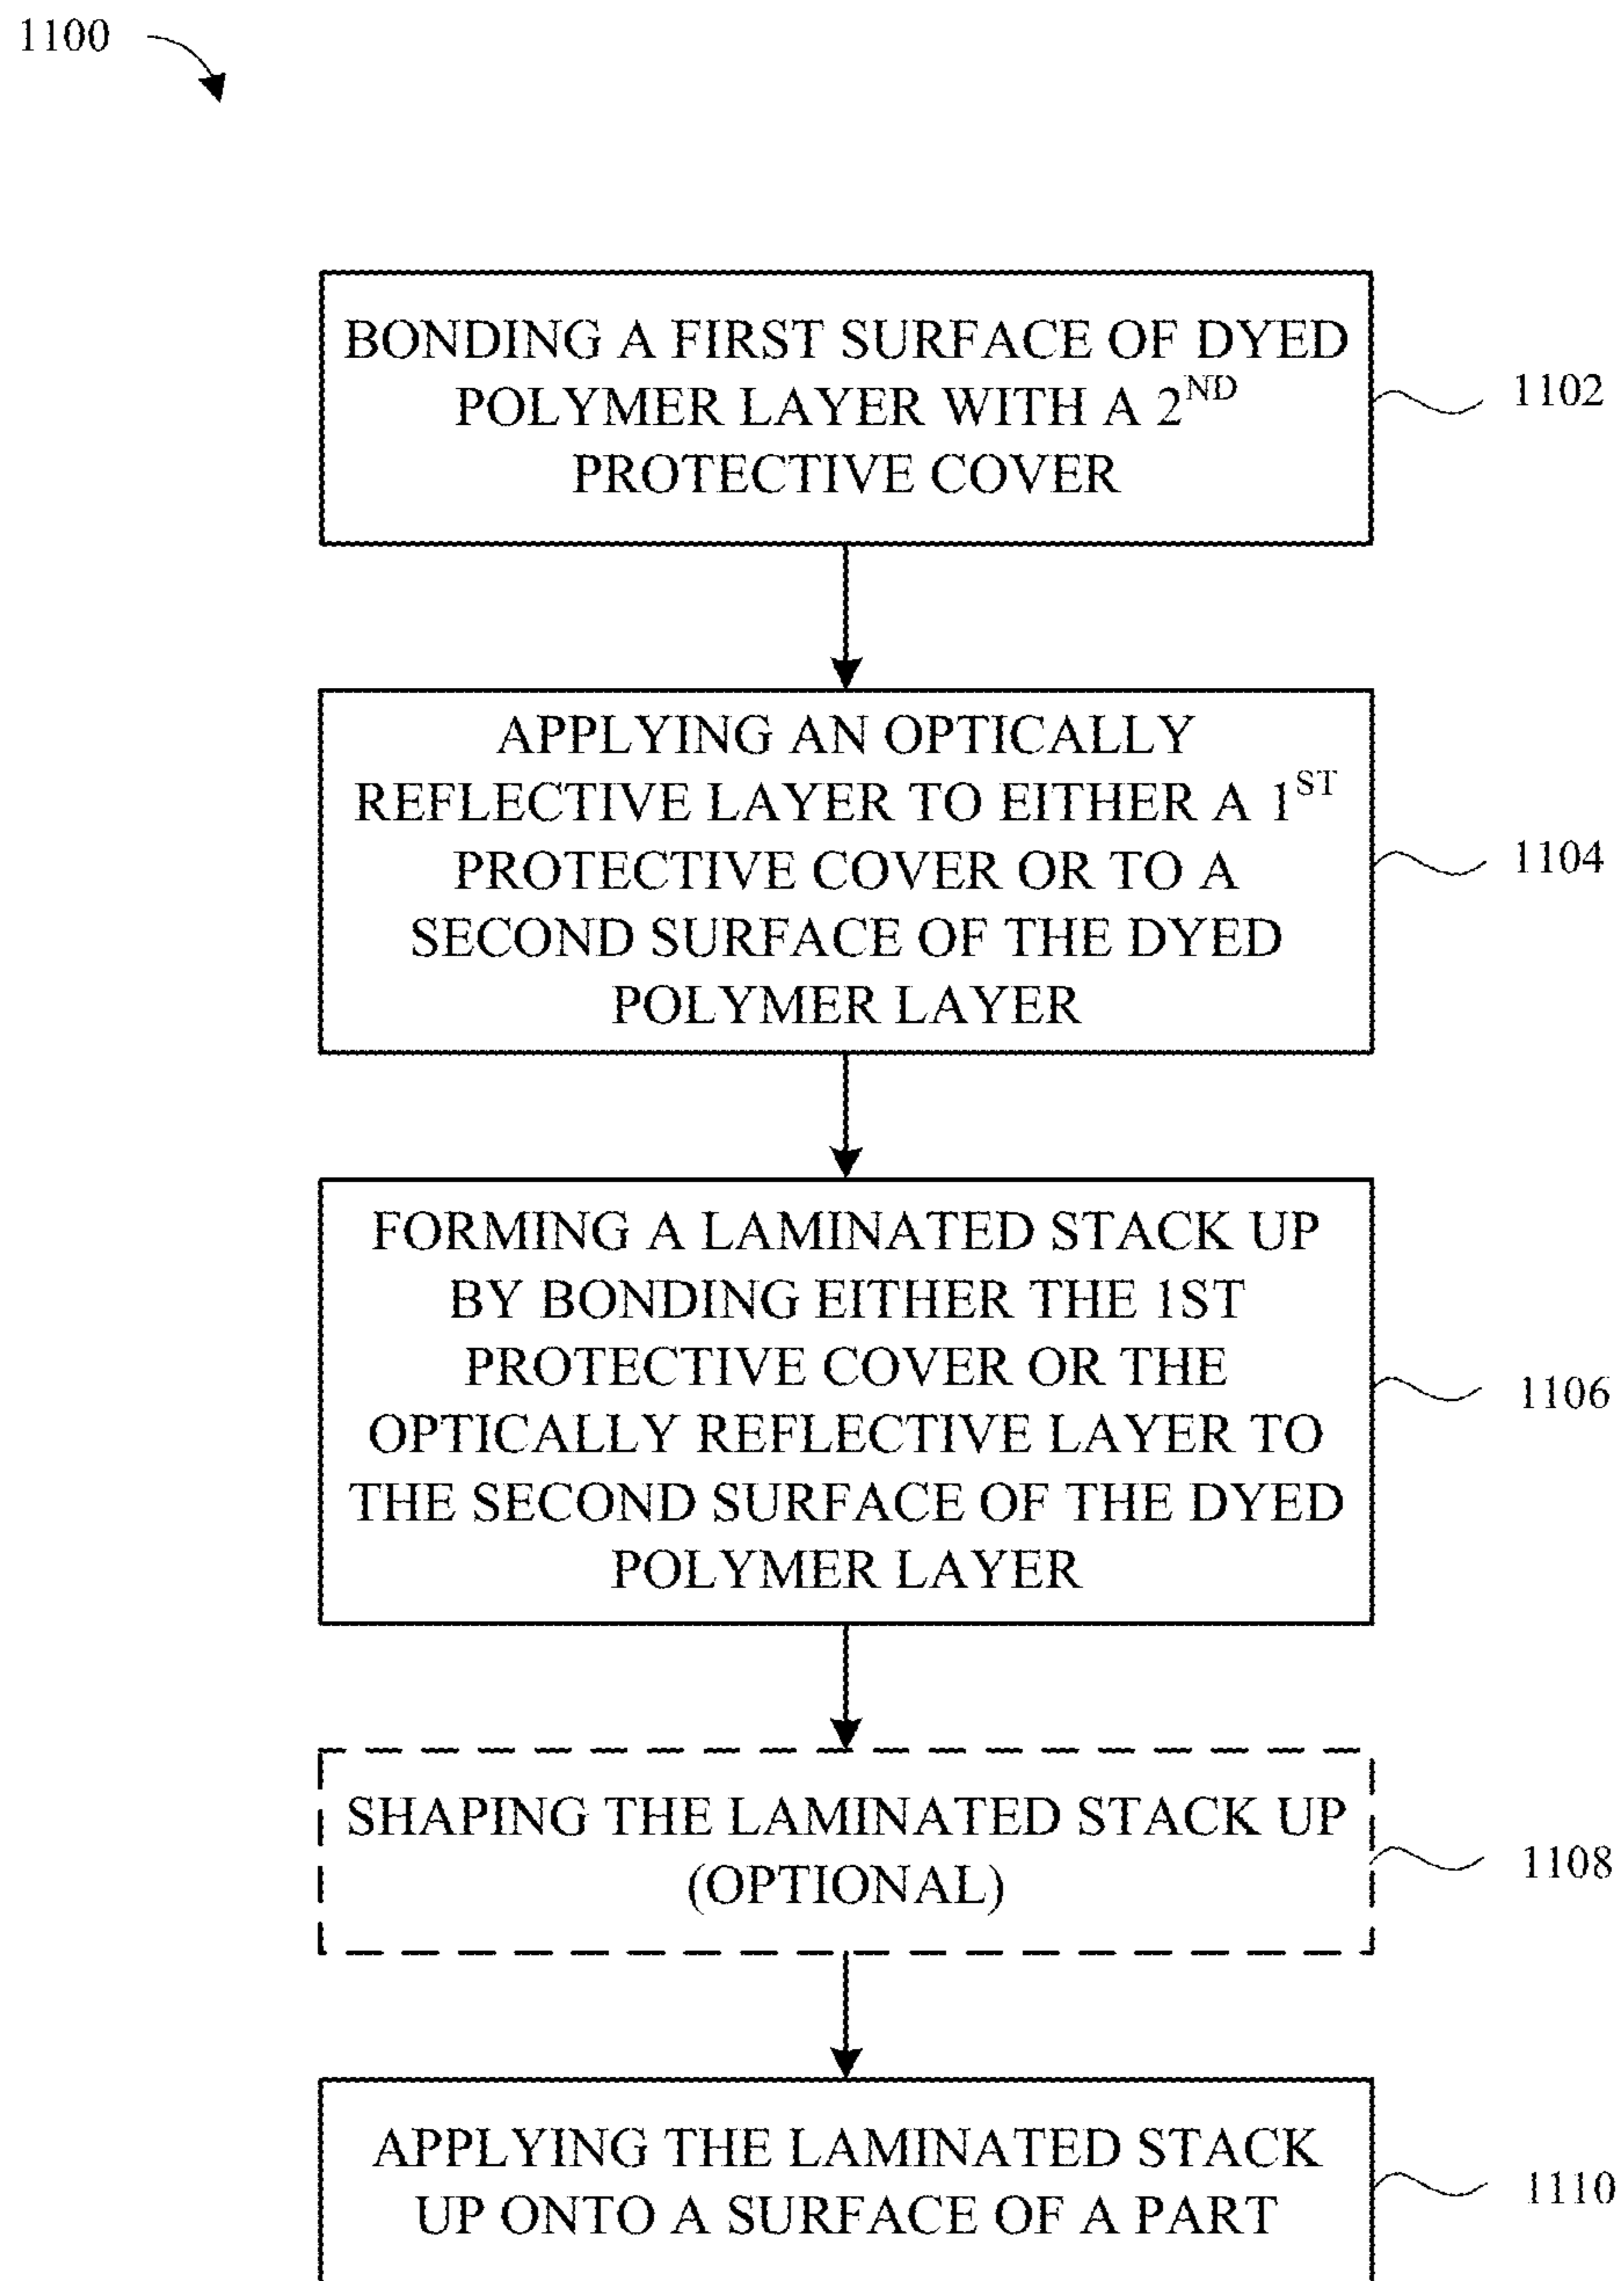 1100
BONDING A FIRST SURFACE OF DYED
POLYMER LAYER WITH A 2ND
PROTECTIVE COVER
1102
APPLYING AN OPTICALLY
REFLECTIVE LAYER TO EITHER A 1ST
PROTECTIVE COVER OR TO A
SECOND SURFACE OF THE DYED
POLYMER LAYER
1104
FORMING A LAMINATED STACK UP
BY BONDING EITHER THE 1ST
PROTECTIVE COVER OR THE
OPTICALLY REFLECTIVE LAYER TO
THE SECOND SURFACE OF THE DYED
POLYMER LAYER
1106
SHAPING THE LAMINATED STACK UP
(OPTIONAL)
1108
APPLYING THE LAMINATED STACK
UP ONTO A SURFACE OF A PART
1110